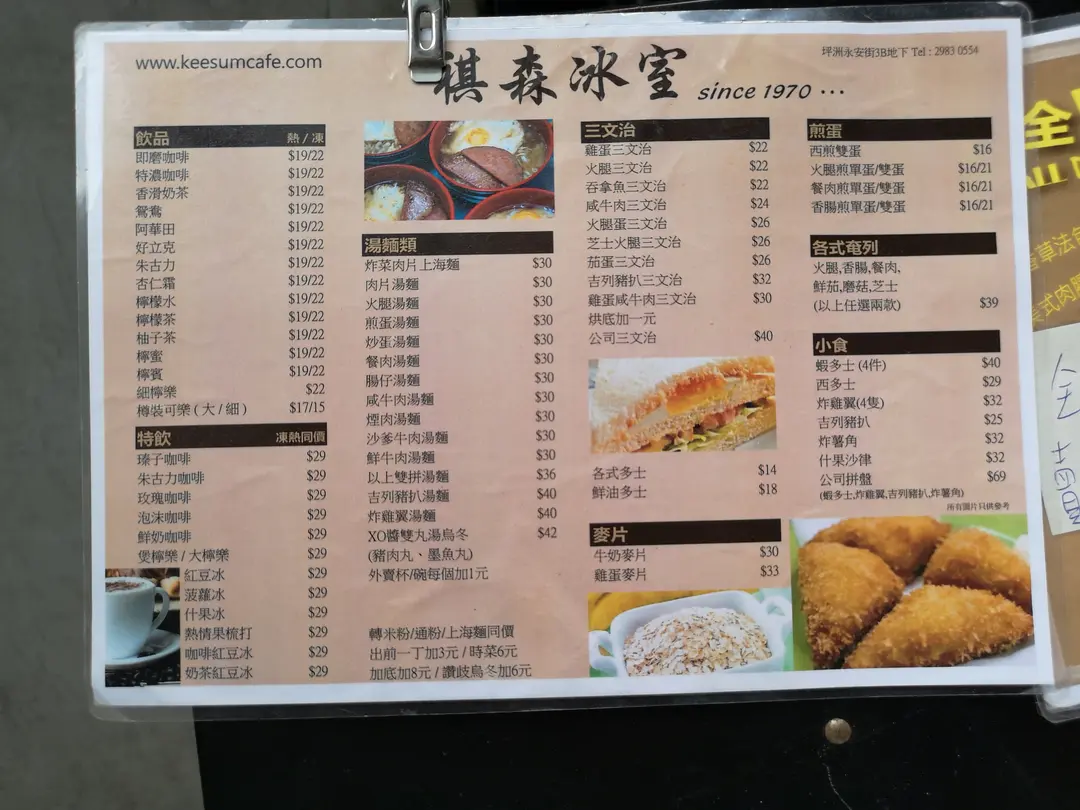 www.keesumcafe.com
祺森冰室 since 1970 ···
坪洲永安街3B地下 Tel : 2983 0554
飲品 熱 / 凍
即磨咖啡 $19/22
特濃咖啡 $19/22
香滑奶茶 $19/22
鴛鴦 $19/22
阿華田 $19/22
好立克 $19/22
朱古力 $19/22
杏仁霜 $19/22
檸檬水 $19/22
檸檬茶 $19/22
柚子茶 $19/22
檸蜜 $19/22
檸賓 $19/22
細檸樂 $22
樽裝可樂 ( 大 / 細 ) $17/15
特飲 凍熱同價
瑧子咖啡 $29
朱古力咖啡 $29
玫瑰咖啡 $29
泡沫咖啡 $29
鮮奶咖啡 $29
煲檸樂 / 大檸樂 $29
紅豆冰 $29
菠蘿冰 $29
什果冰 $29
熱情果梳打 $29
咖啡紅豆冰 $29
奶茶紅豆冰 $29
湯麵類
炸菜肉片上海麵 $30
肉片湯麵 $30
火腿湯麵 $30
煎蛋湯麵 $30
炒蛋湯麵 $30
餐肉湯麵 $30
腸仔湯麵 $30
咸牛肉湯麵 $30
煙肉湯麵 $30
沙爹牛肉湯麵 $30
鮮牛肉湯麵 $30
以上雙拼湯麵 $36
吉列豬扒湯麵 $40
炸雞翼湯麵 $40
XO醬雙丸湯烏冬 $42
(豬肉丸、墨魚丸)
外賣杯/碗每個加1元
轉米粉/通粉/上海麵同價
出前一丁加3元 / 時菜6元
加底加8元 / 讚歧烏冬加6元
三文治
雞蛋三文治 $22
火腿三文治 $22
吞拿魚三文治 $22
咸牛肉三文治 $24
火腿蛋三文治 $26
芝士火腿三文治 $26
茄蛋三文治 $26
吉列豬扒三文治 $32
雞蛋咸牛肉三文治 $30
烘底加一元
公司三文治 $40
各式多士 $14
鮮油多士 $18
麥片
牛奶麥片 $30
雞蛋麥片 $33
煎蛋
西煎雙蛋 $16
火腿煎單蛋/雙蛋 $16/21
餐肉煎單蛋/雙蛋 $16/21
香腸煎單蛋/雙蛋 $16/21
各式奄列
火腿,香腸,餐肉,
鮮茄,磨菇,芝士
(以上任選兩款) $39
小食
蝦多士 (4件) $40
西多士 $29
炸雞翼(4隻) $32
吉列豬扒 $25
炸薯角 $32
什果沙律 $32
公司拼盤 $69
(蝦多士,炸雞翼,吉列豬扒,炸薯角)
所有圖片只供參考
全